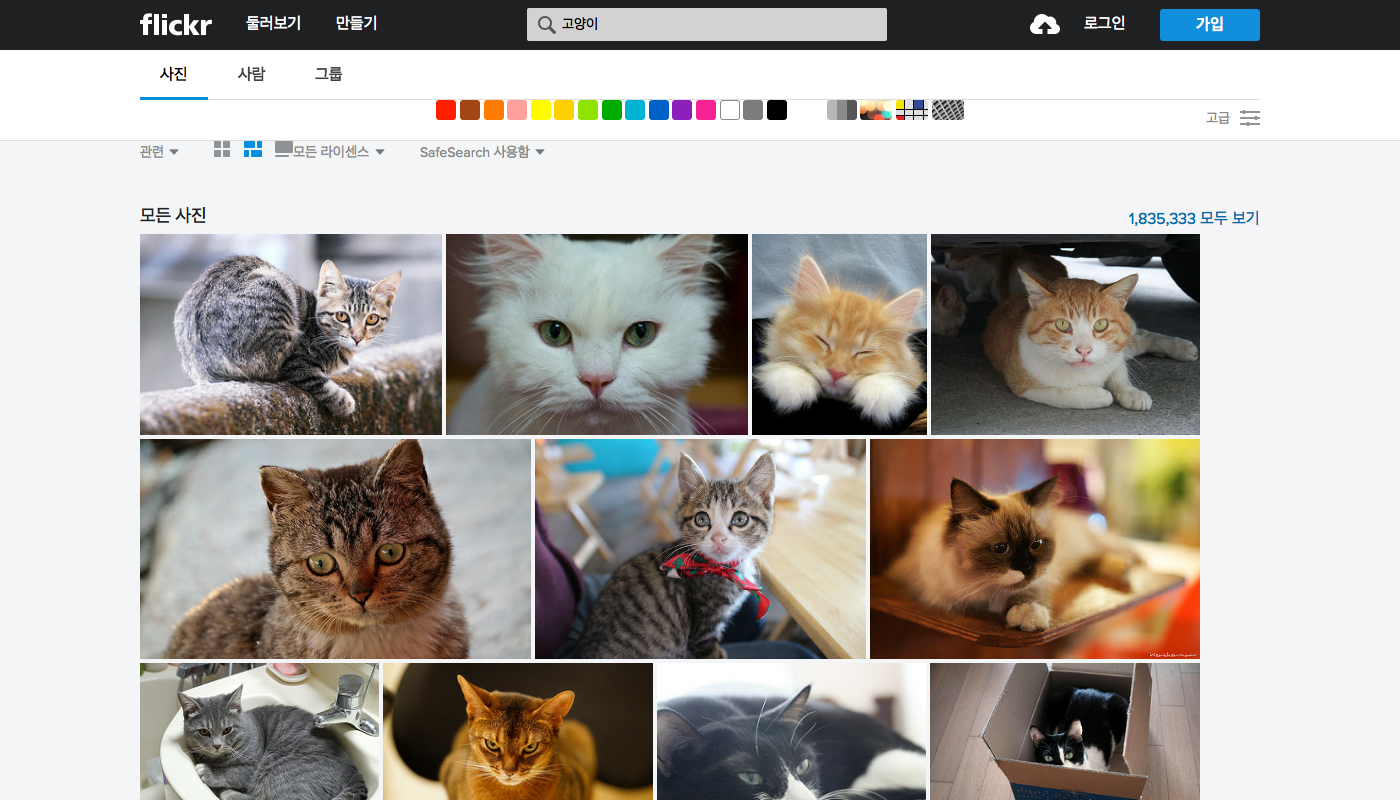 flickr 둘러보기 만들기 고양이 로그인 가입
사진 사람 그룹
고급
관련 모든 라이센스 SafeSearch 사용함
모든 사진 1,835,333 모두 보기